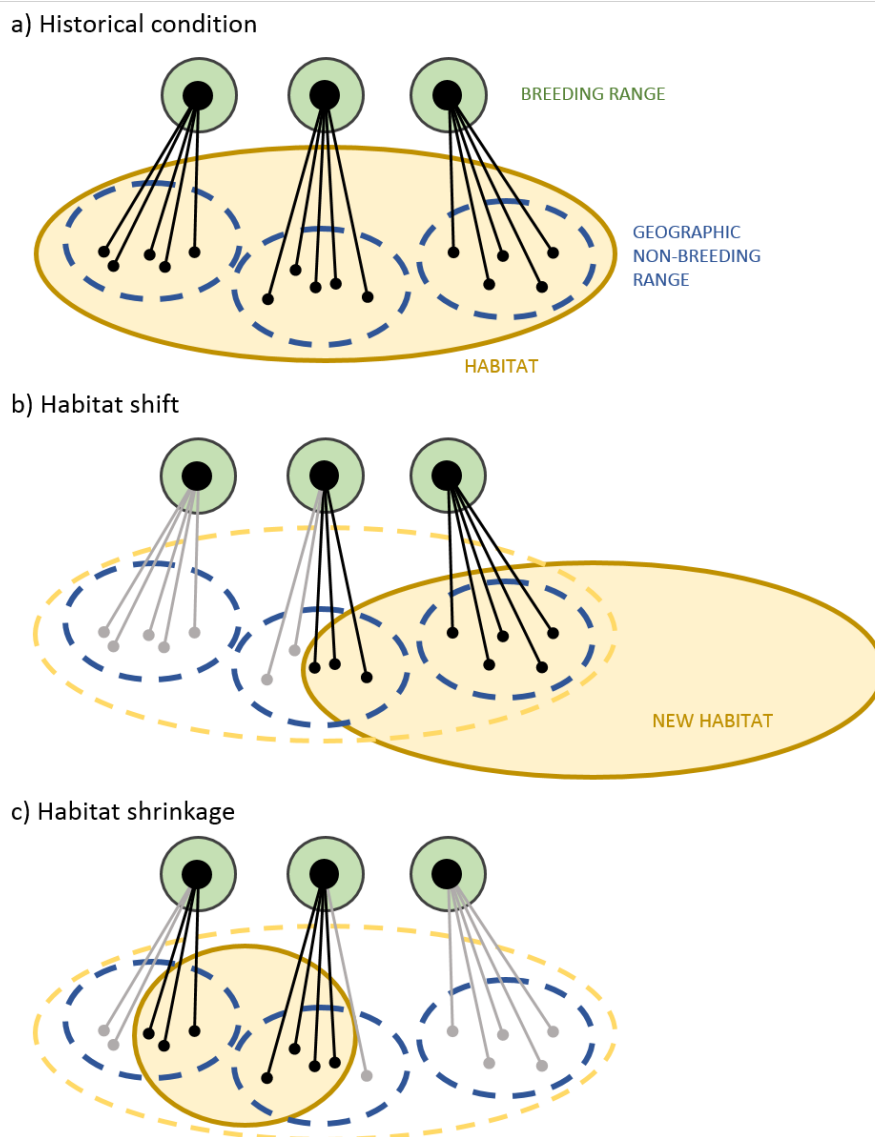 a) Historical condition
BREEDING RANGE
GEOGRAPHIC
NON-BREEDING
RANGE
HABITAT
b) Habitat shift
NEW HABITAT
c) Habitat shrinkage